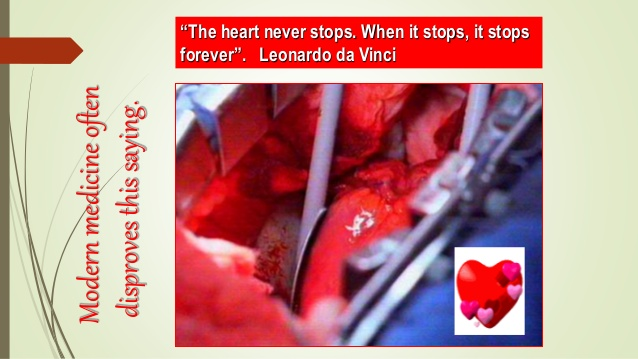 “The heart never stops. When it stops, it stops
forever”.   Leonardo da Vinci
Modern medicine often
disproves this saying.